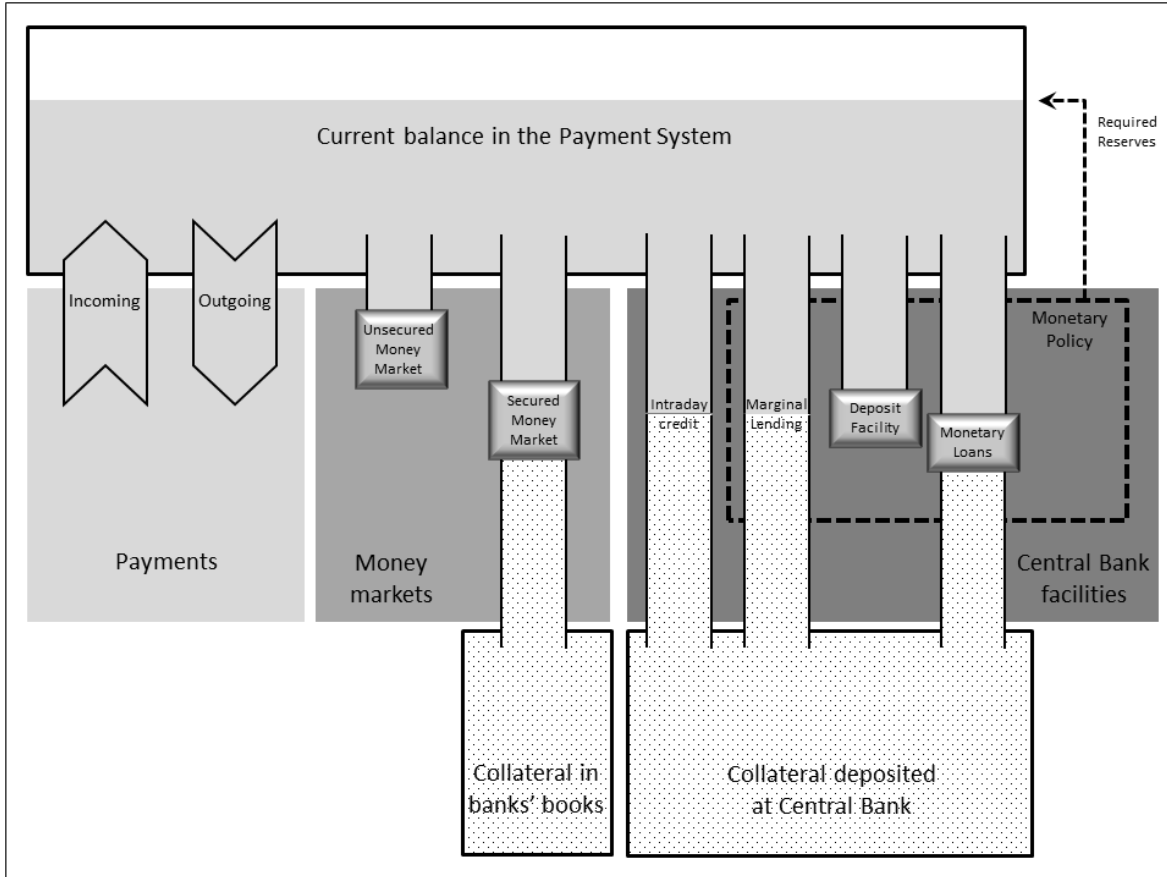 Current balance in the Payment System
Required
Reserves
Incoming
Outgoing
Unsecured
Money
Market
Secured
Money
Market
Intraday
credit
Marginal
Lending
Deposit
Facility
Monetary
Loans
Monetary
Policy
Payments
Money
markets
Central Bank
facilities
Collateral in
banks’ books
Collateral deposited
at Central Bank